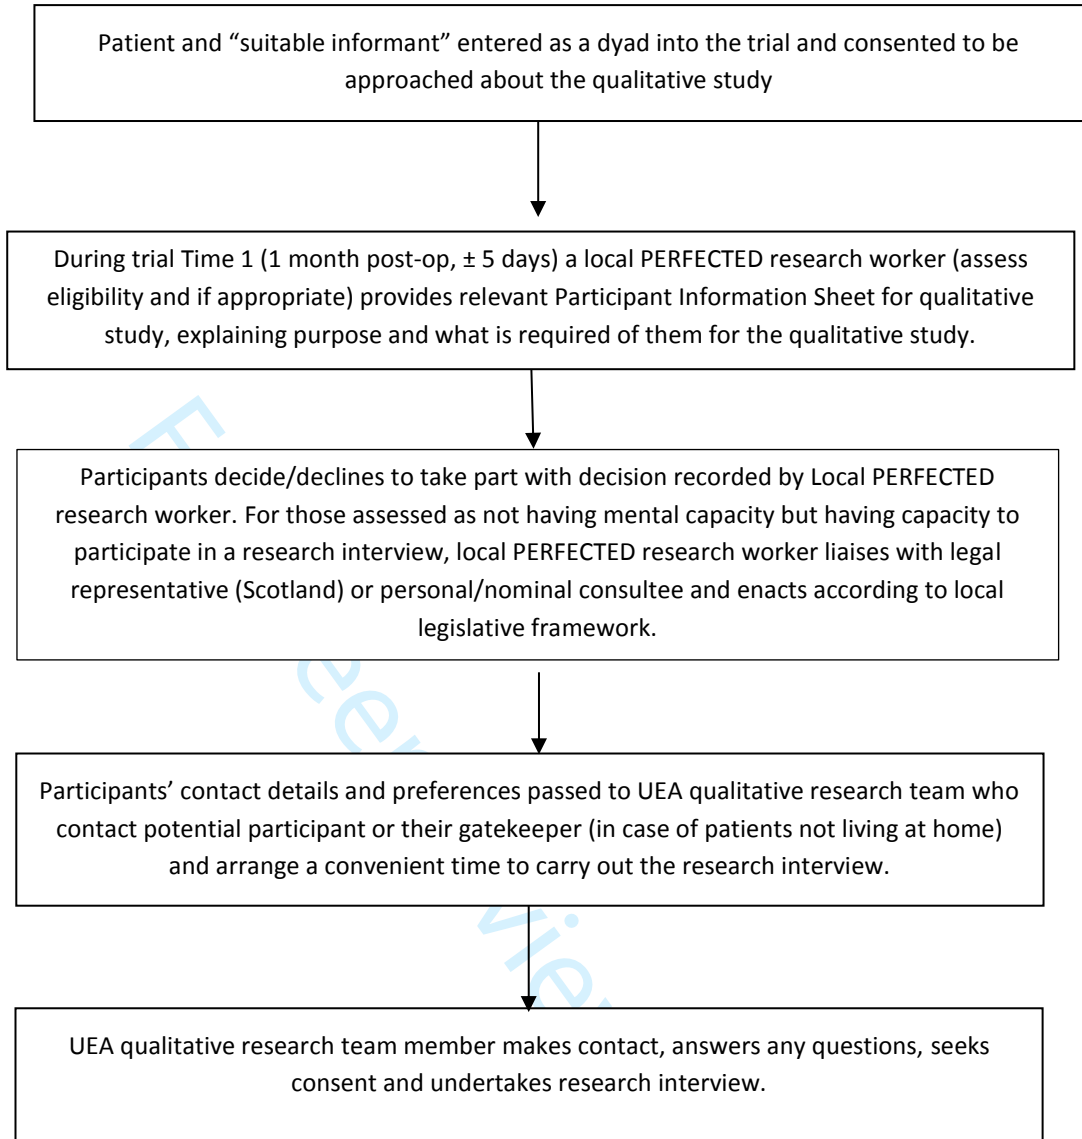 Patient and “suitable informant” entered as a dyad into the trial and consented to be
approached about the qualitative study
During trial Time 1 (1 month post-op, ± 5 days) a local PERFECTED research worker (assess
eligibility and if appropriate) provides relevant Participant Information Sheet for qualitative
study, explaining purpose and what is required of them for the qualitative study.
Participants decide/declines to take part with decision recorded by Local PERFECTED
research worker. For those assessed as not having mental capacity but having capacity to
participate in a research interview, local PERFECTED research worker liaises with legal
representative (Scotland) or personal/nominal consultee and enacts according to local
legislative framework.
Participants’ contact details and preferences passed to UEA qualitative research team who
contact potential participant or their gatekeeper (in case of patients not living at home)
and arrange a convenient time to carry out the research interview.
UEA qualitative research team member makes contact, answers any questions, seeks
consent and undertakes research interview.